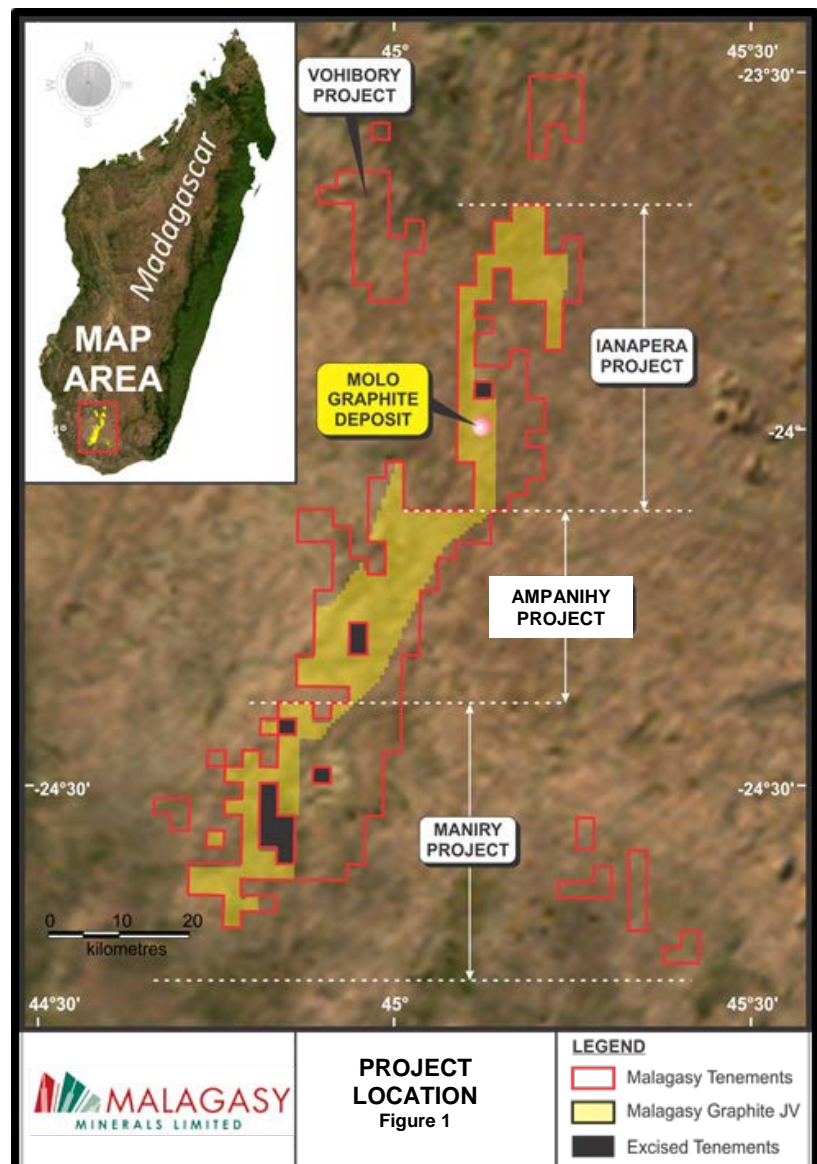 N
W
S
Madagascar
MAP
AREA
4°
45°
45°30'
-23°30'
VOHIBORY
PROJECT
IANAPERA
PROJECT
MOLO
GRAPHITE
DEPOSIT
-24°
AMPANIHY
PROJECT
-24°30'
-24°30'
MANIRY
PROJECT
0 10 20
kilometres
44°30'
45°
45°30'
MALAGASY
MINERALS LIMITED
PROJECT
LOCATION
Figure 1
LEGEND
Malagasy Tenements
Malagasy Graphite JV
Excised Tenements